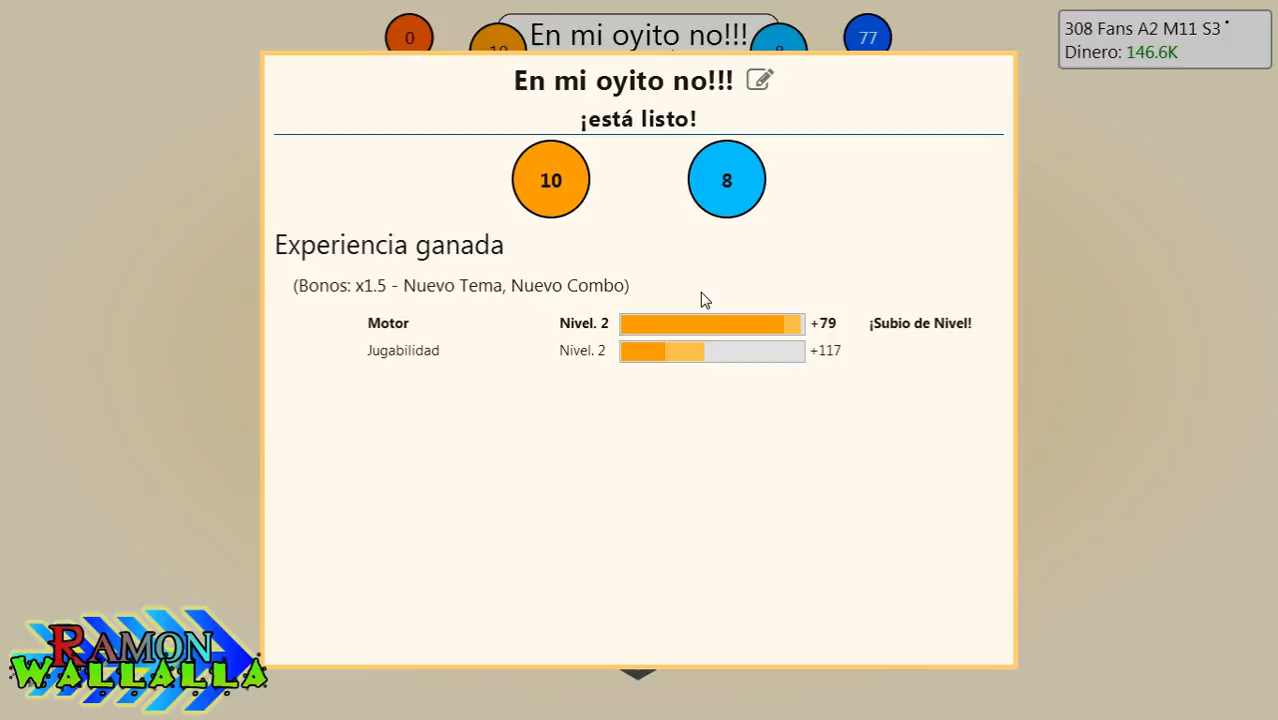 0
En mi oyito no!!!
77
308 Fans A2 M11 S3
Dinero: 146.6K
En mi oyito no!!!
¡está listo!
10
8
Experiencia ganada
(Bonos: x1.5 - Nuevo Tema, Nuevo Combo)
Motor Nivel. 2 +79 ¡Subio de Nivel!
Jugabilidad Nivel. 2 +117
RAMON
WALLALLA